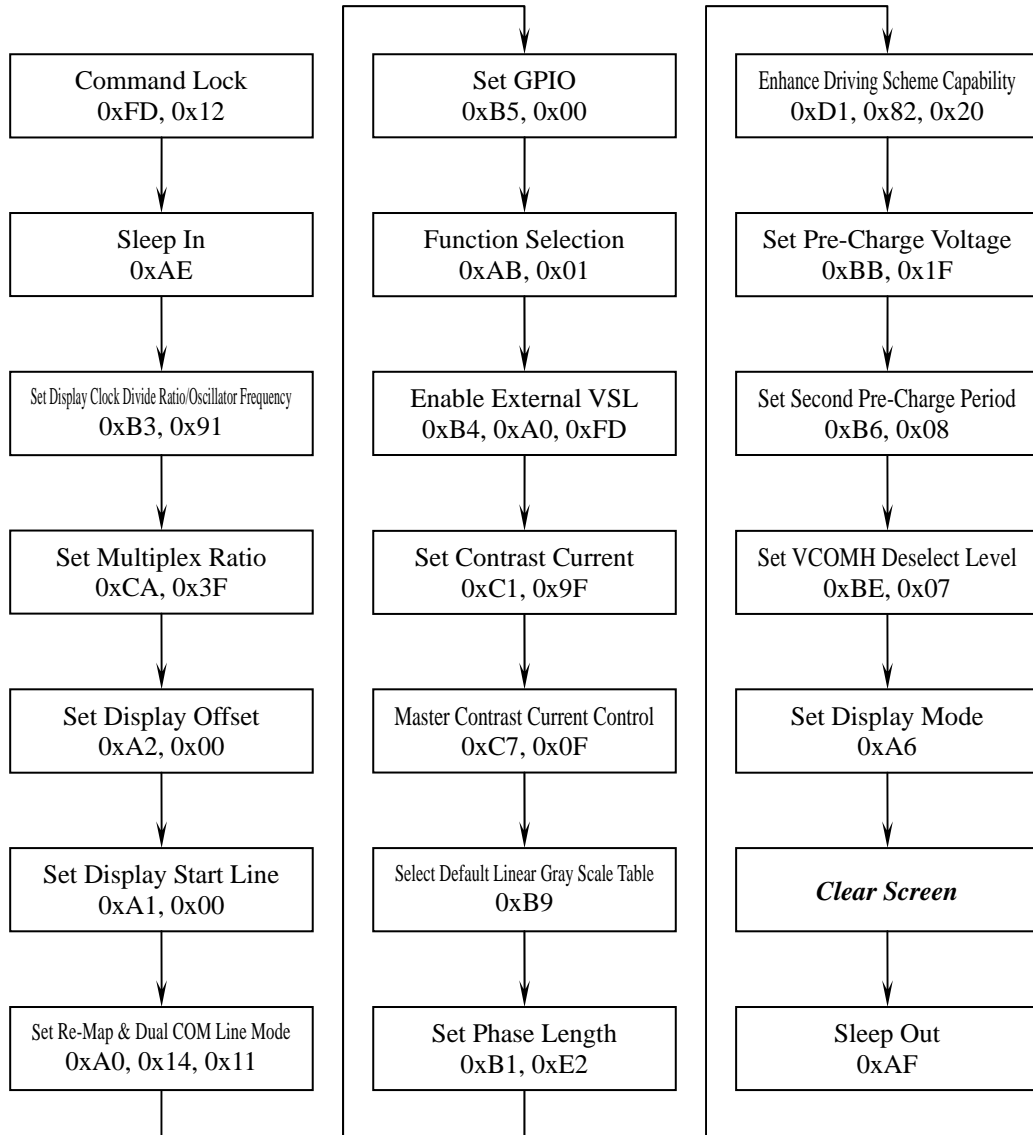 Command Lock
0xFD, 0x12
Sleep In
0xAE
Set Display Clock Divide Ratio/Oscillator Frequency
0xB3, 0x91
Set Multiplex Ratio
0xCA, 0x3F
Set Display Offset
0xA2, 0x00
Set Display Start Line
0xA1, 0x00
Set Re-Map & Dual COM Line Mode
0xA0, 0x14, 0x11
Set GPIO
0xB5, 0x00
Function Selection
0xAB, 0x01
Enable External VSL
0xB4, 0xA0, 0xFD
Set Contrast Current
0xC1, 0x9F
Master Contrast Current Control
0xC7, 0x0F
Select Default Linear Gray Scale Table
0xB9
Set Phase Length
0xB1, 0xE2
Enhance Driving Scheme Capability
0xD1, 0x82, 0x20
Set Pre-Charge Voltage
0xBB, 0x1F
Set Second Pre-Charge Period
0xB6, 0x08
Set VCOMH Deselect Level
0xBE, 0x07
Set Display Mode
0xA6
Clear Screen
Sleep Out
0xAF